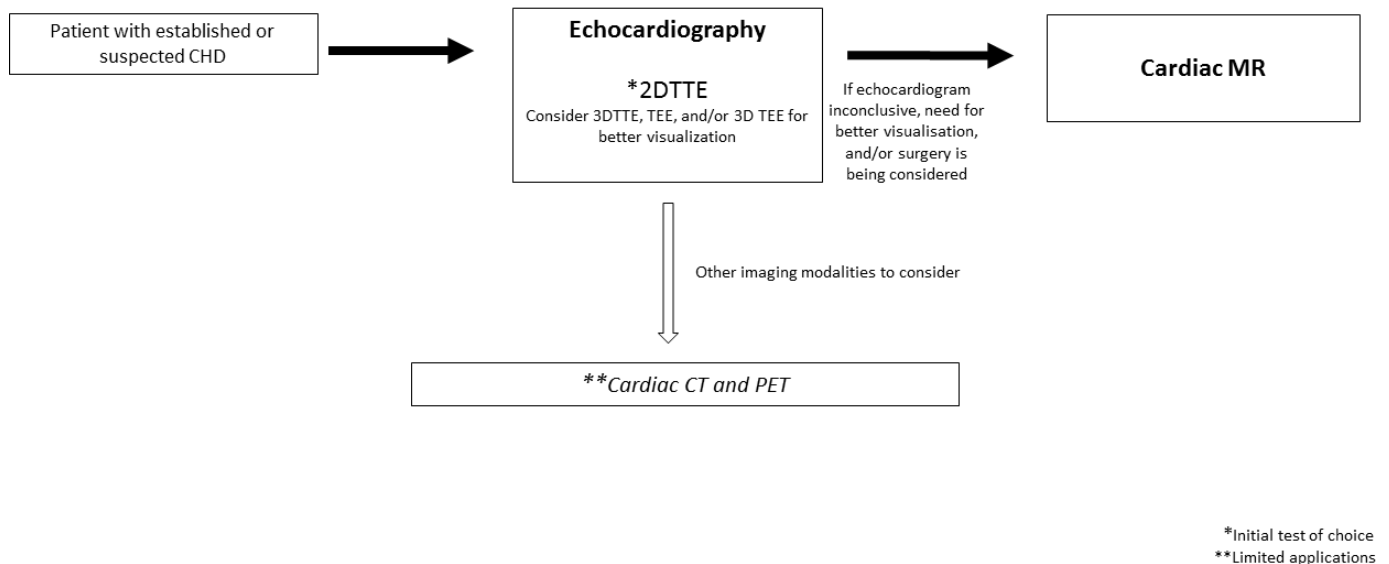 Patient with established or
suspected CHD
Echocardiography
*2DTTE
Consider 3DTTE, TEE, and/or 3D TEE for
better visualization
If echocardiogram
inconclusive, need for
better visualisation,
and/or surgery is
being considered
Cardiac MR
Other imaging modalities to consider
**Cardiac CT and PET
*Initial test of choice
**Limited applications